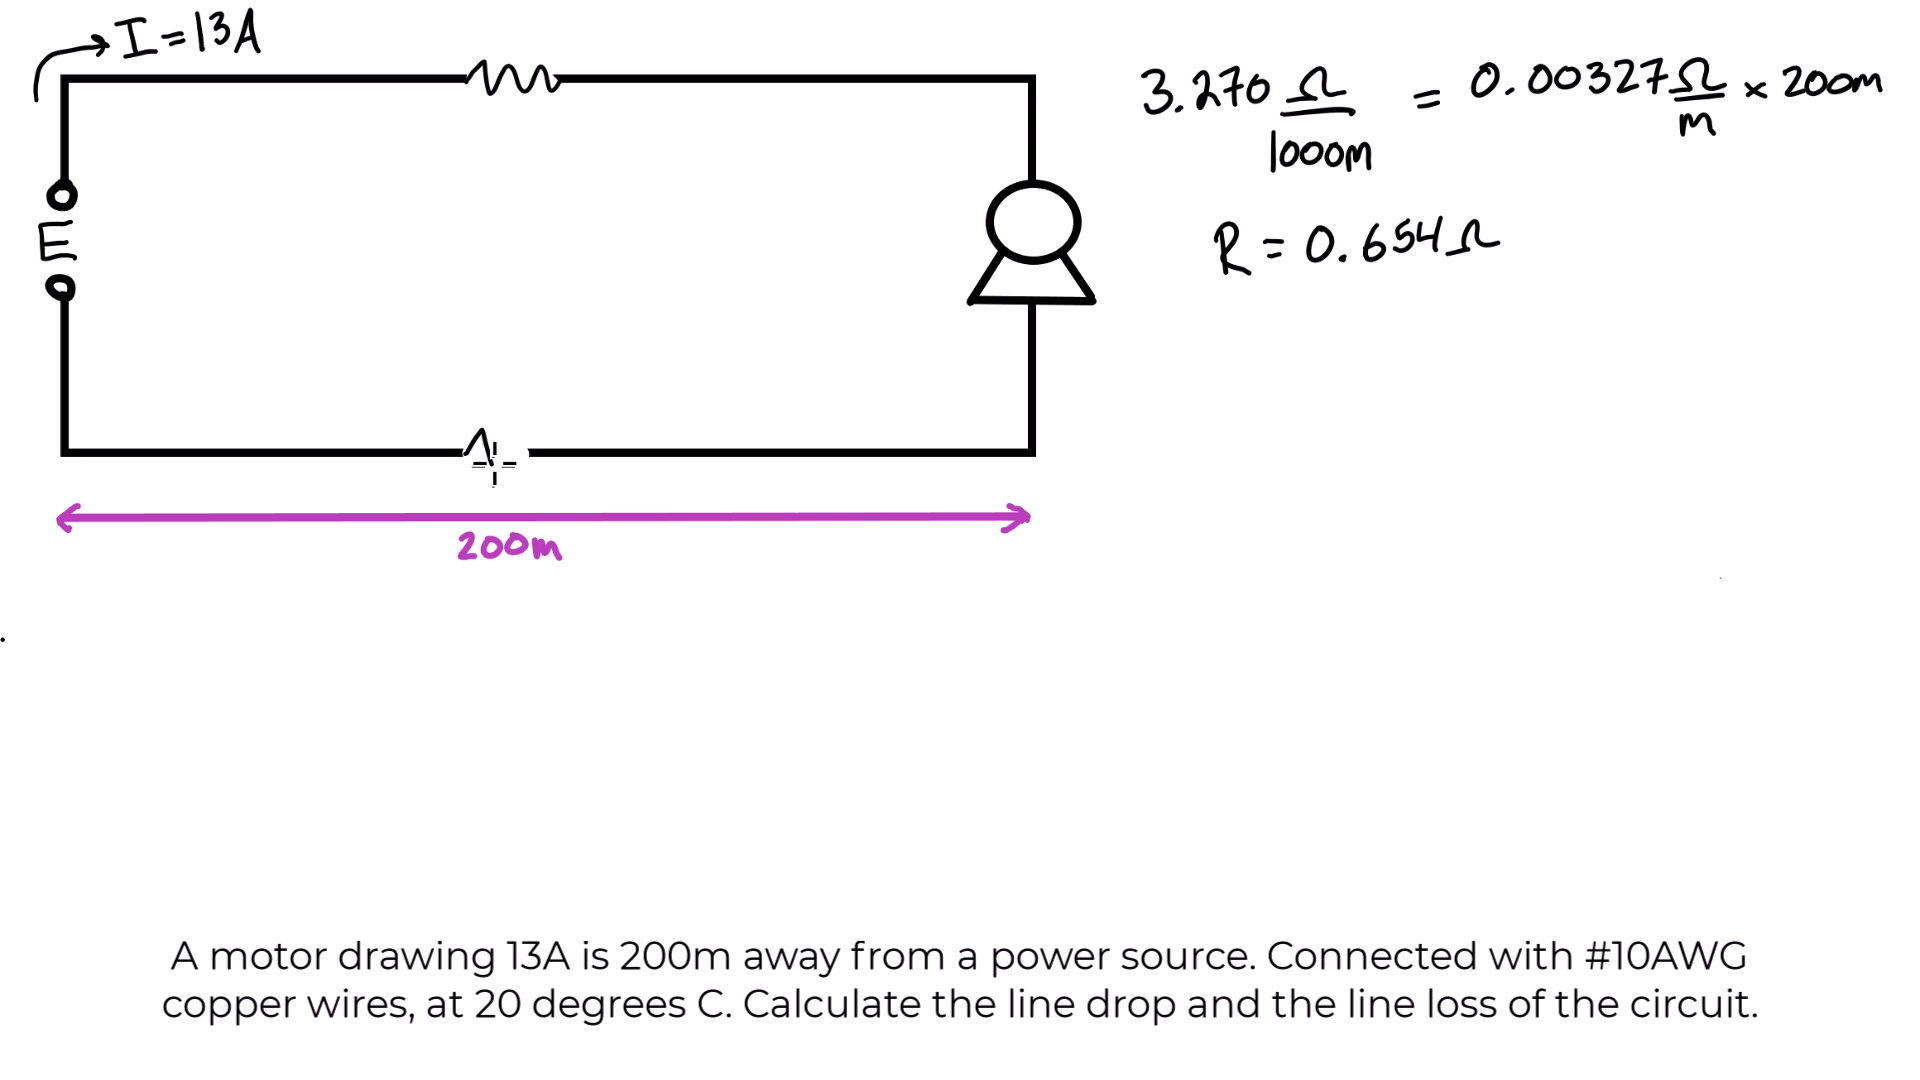 I = 13A
3.270 Ω/1000m = 0.00327 Ω/m × 200m
E
R = 0.654 Ω
200m
A motor drawing 13A is 200m away from a power source. Connected with #10AWG
copper wires, at 20 degrees C. Calculate the line drop and the line loss of the circuit.